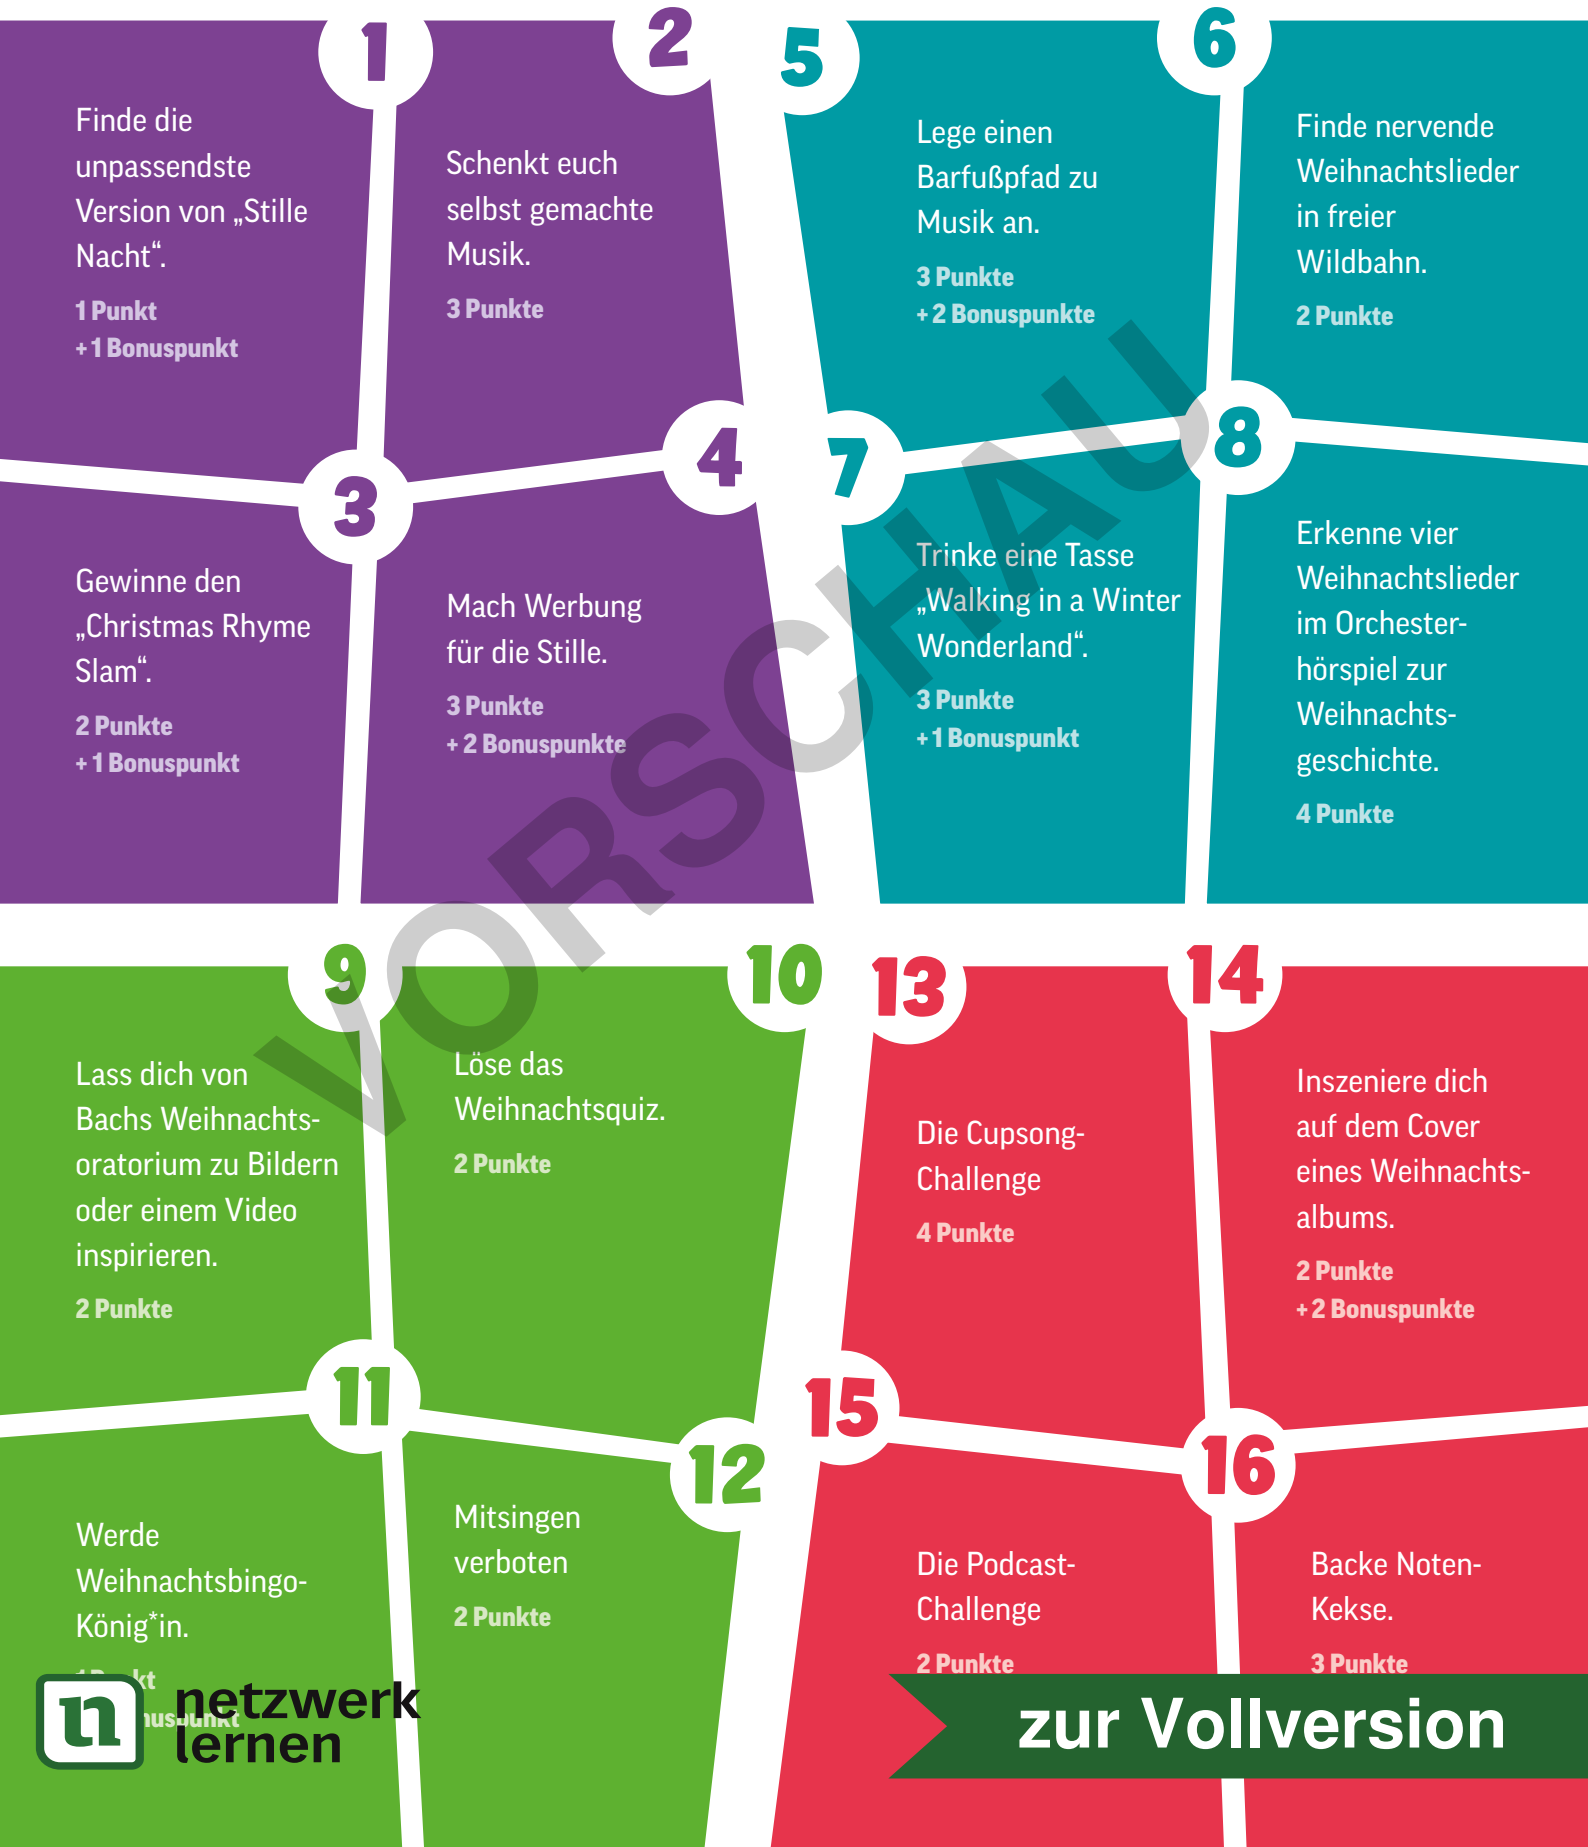 1
Finde die
unpassendste
Version von „Stille
Nacht“.
1 Punkt
+ 1 Bonuspunkt
2
Schenkt euch
selbst gemachte
Musik.
3 Punkte
3
Gewinne den
„Christmas Rhyme
Slam“.
2 Punkte
+ 1 Bonuspunkt
4
Mach Werbung
für die Stille.
3 Punkte
+ 2 Bonuspunkte
5
Lege einen
Barfußpfad zu
Musik an.
3 Punkte
+ 2 Bonuspunkte
6
Finde nervende
Weihnachtslieder
in freier
Wildbahn.
2 Punkte
7
Trinke eine Tasse
„Walking in a Winter
Wonderland“.
3 Punkte
+ 1 Bonuspunkt
8
Erkenne vier
Weihnachtslieder
im Orchester-
hörspiel zur
Weihnachts-
geschichte.
4 Punkte
VORSCHAU
9
Lass dich von
Bachs Weihnachts-
oratorium zu Bildern
oder einem Video
inspirieren.
2 Punkte
10
Löse das
Weihnachtsquiz.
2 Punkte
11
Werde
Weihnachtsbingo-
König*in.
12
Mitsingen
verboten
2 Punkte
13
Die Cupsong-
Challenge
4 Punkte
14
Inszeniere dich
auf dem Cover
eines Weihnachts-
albums.
2 Punkte
+ 2 Bonuspunkte
15
Die Podcast-
Challenge
2 Punkte
16
Backe Noten-
Kekse.
3 Punkte
n
netzwerk
lernen
zur Vollversion